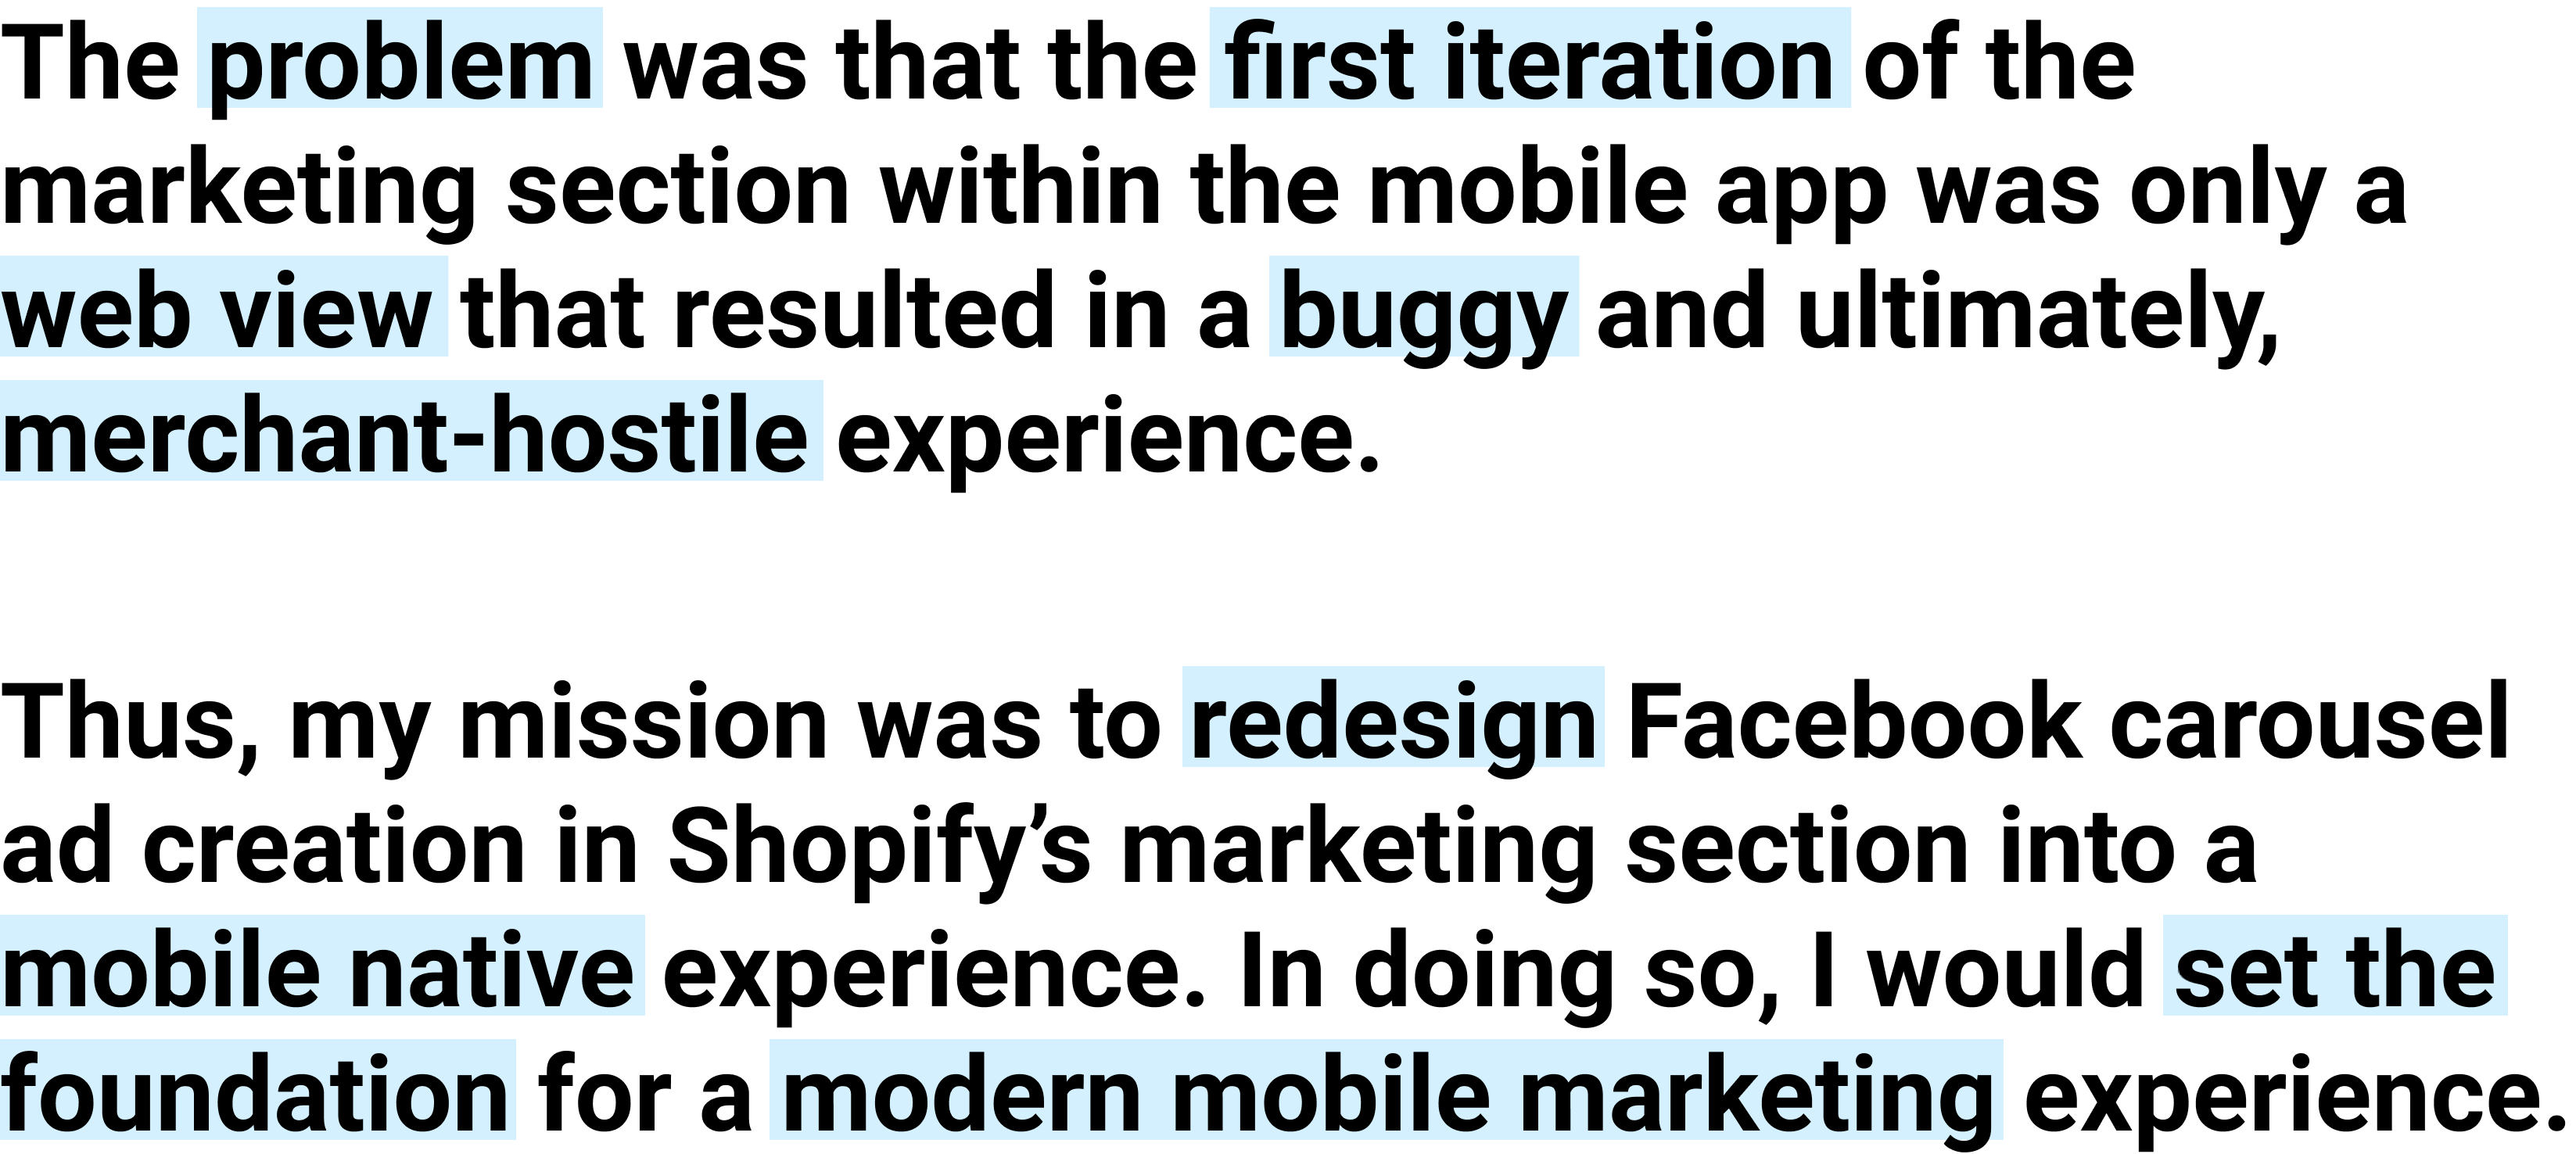 The problem was that the first iteration of the
marketing section within the mobile app was only a
web view that resulted in a buggy and ultimately,
merchant-hostile experience.
Thus, my mission was to redesign Facebook carousel
ad creation in Shopify’s marketing section into a
mobile native experience. In doing so, I would set the
foundation for a modern mobile marketing experience.